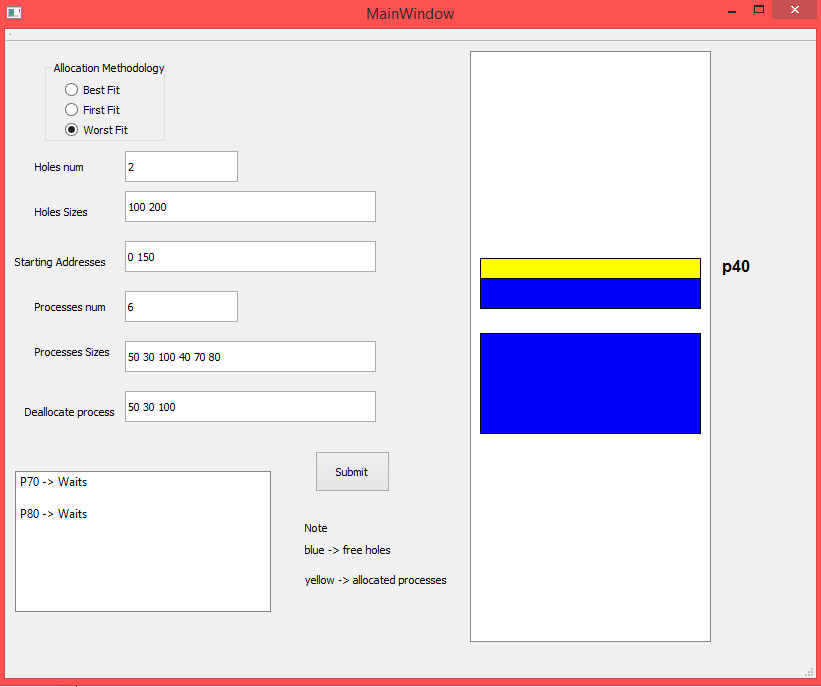 MainWindow
Allocation Methodology
Best Fit
First Fit
Worst Fit
Holes num
2
Holes Sizes
100 200
Starting Addresses
0 150
Processes num
6
Processes Sizes
50 30 100 40 70 80
Deallocate process
50 30 100
Submit
P70 -> Waits
P80 -> Waits
Note
blue -> free holes
yellow -> allocated processes
p40